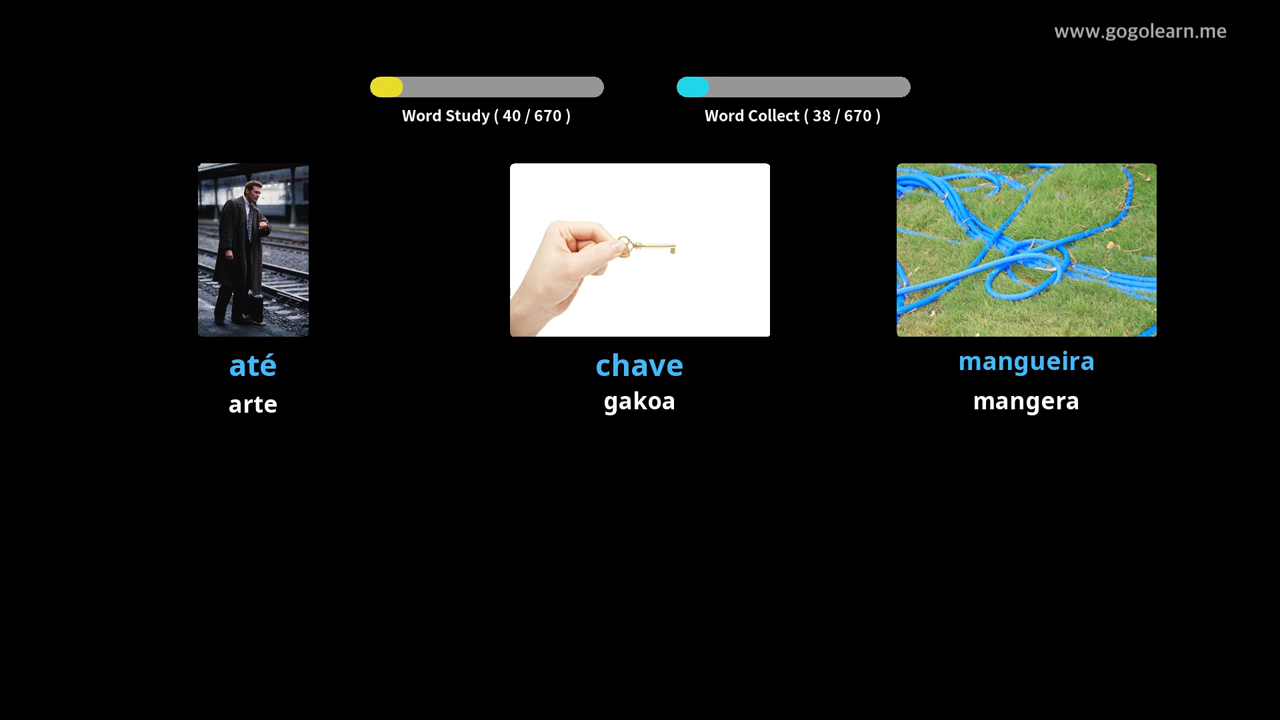 www.gogolearn.me
Word Study ( 40 / 670 )
Word Collect ( 38 / 670 )
até
arte
chave
gakoa
mangueira
mangera